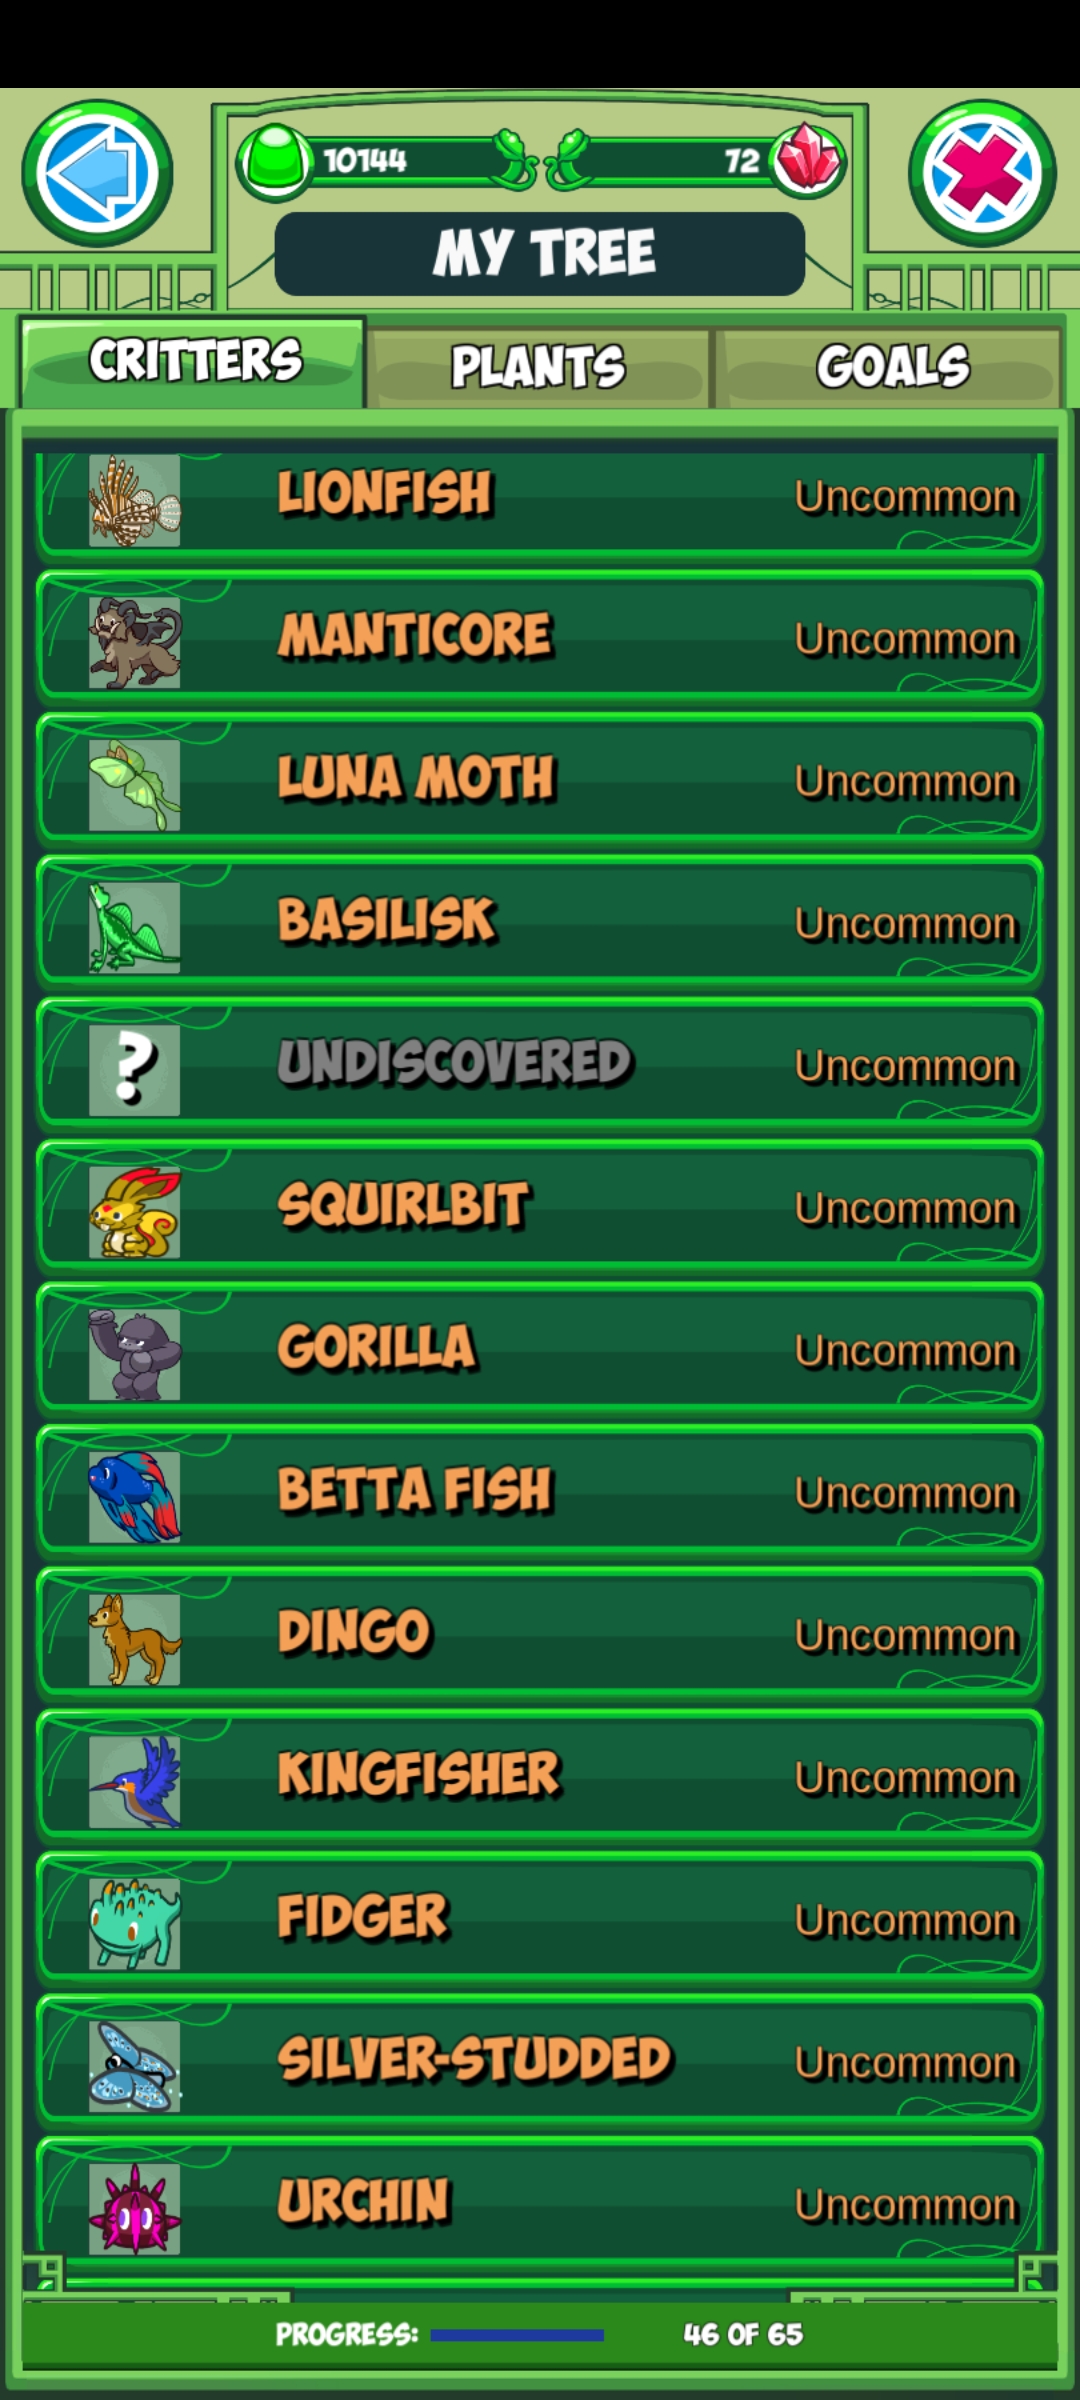 10144
72
MY TREE
CRITTERS
PLANTS
GOALS
LIONFISH
Uncommon
MANTICORE
Uncommon
LUNA MOTH
Uncommon
BASILISK
Uncommon
?
UNDISCOVERED
Uncommon
SQUIRLBIT
Uncommon
GORILLA
Uncommon
BETTA FISH
Uncommon
DINGO
Uncommon
KINGFISHER
Uncommon
FIDGER
Uncommon
SILVER-STUDDED
Uncommon
URCHIN
Uncommon
PROGRESS:
46 OF 65